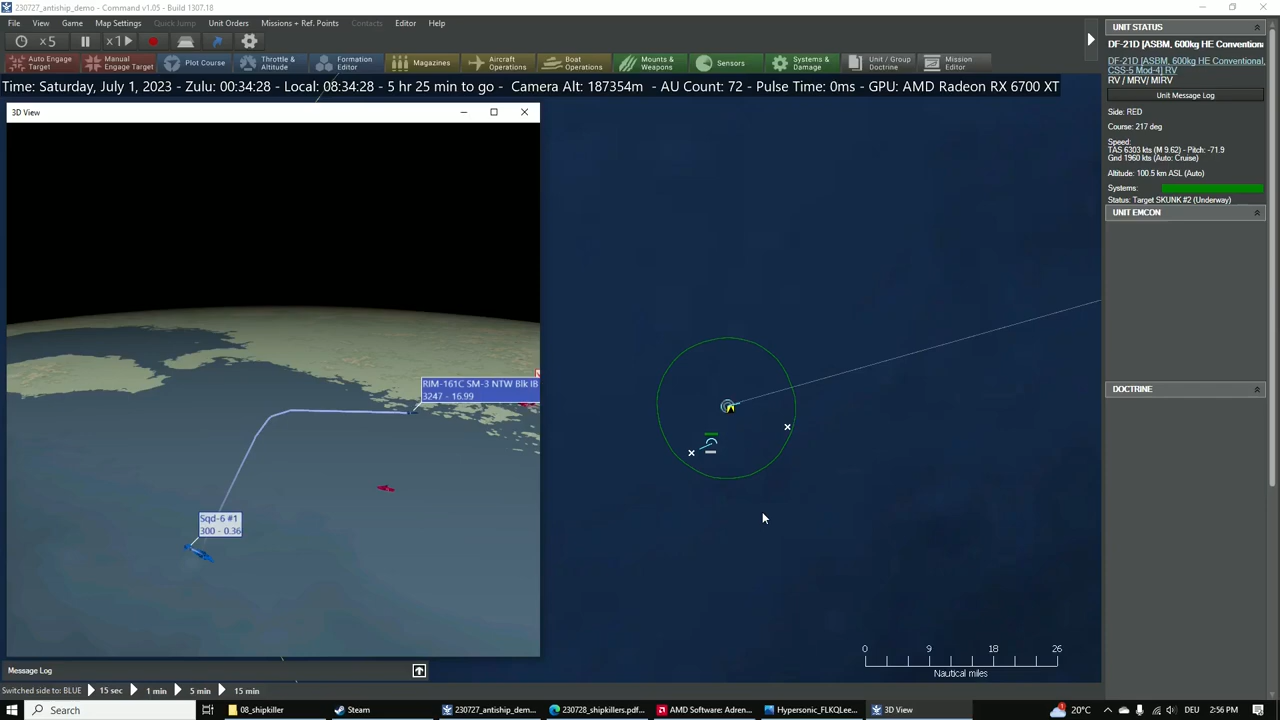 230727_antiship_demo - Command v1.05 - Build 1307.18
File View Game Map Settings Quick Jump Unit Orders Missions + Ref. Points Contacts Editor Help
x5 x1
Auto Engage Target
Manual Engage Target
Plot Course
Throttle & Altitude
Formation Editor
Magazines
Aircraft Operations
Boat Operations
Mounts & Weapons
Sensors
Systems & Damage
Unit / Group Doctrine
Mission Editor
Time: Saturday, July 1, 2023 - Zulu: 00:34:28 - Local: 08:34:28 - 5 hr 25 min to go - Camera Alt: 187354m - AU Count: 72 - Pulse Time: 0ms - GPU: AMD Radeon RX 6700 XT
3D View
RIM-161C SM-3 NTW Blk IB
3247 - 16.99
Sqd-6 #1
300 - 0.36
0 9 18 26
Nautical miles
UNIT STATUS
DF-21D [ASBM, 600kg HE Convention
DF-21D [ASBM, 600kg HE Conventional,
CSS-5 Mod-4] RV
RV / MRV/ MIRV
Unit Message Log
Side: RED
Course: 217 deg
Speed:
TAS 6303 kts (M 9.62) - Pitch: -71.9
Gnd 1960 kts (Auto: Cruise)
Altitude: 100.5 km ASL (Auto)
Systems:
Status: Target SKUNK #2 (Underway)
UNIT EMCON
DOCTRINE
Message Log
Switched side to: BLUE 15 sec 1 min 5 min 15 min
Search 08_shipkiller Steam 230727_antiship_dem... 230728_shipkillers.pdf... AMD Software: Adren... Hypersonic_FLKQLee... 3D View 20°C DEU 2:56 PM